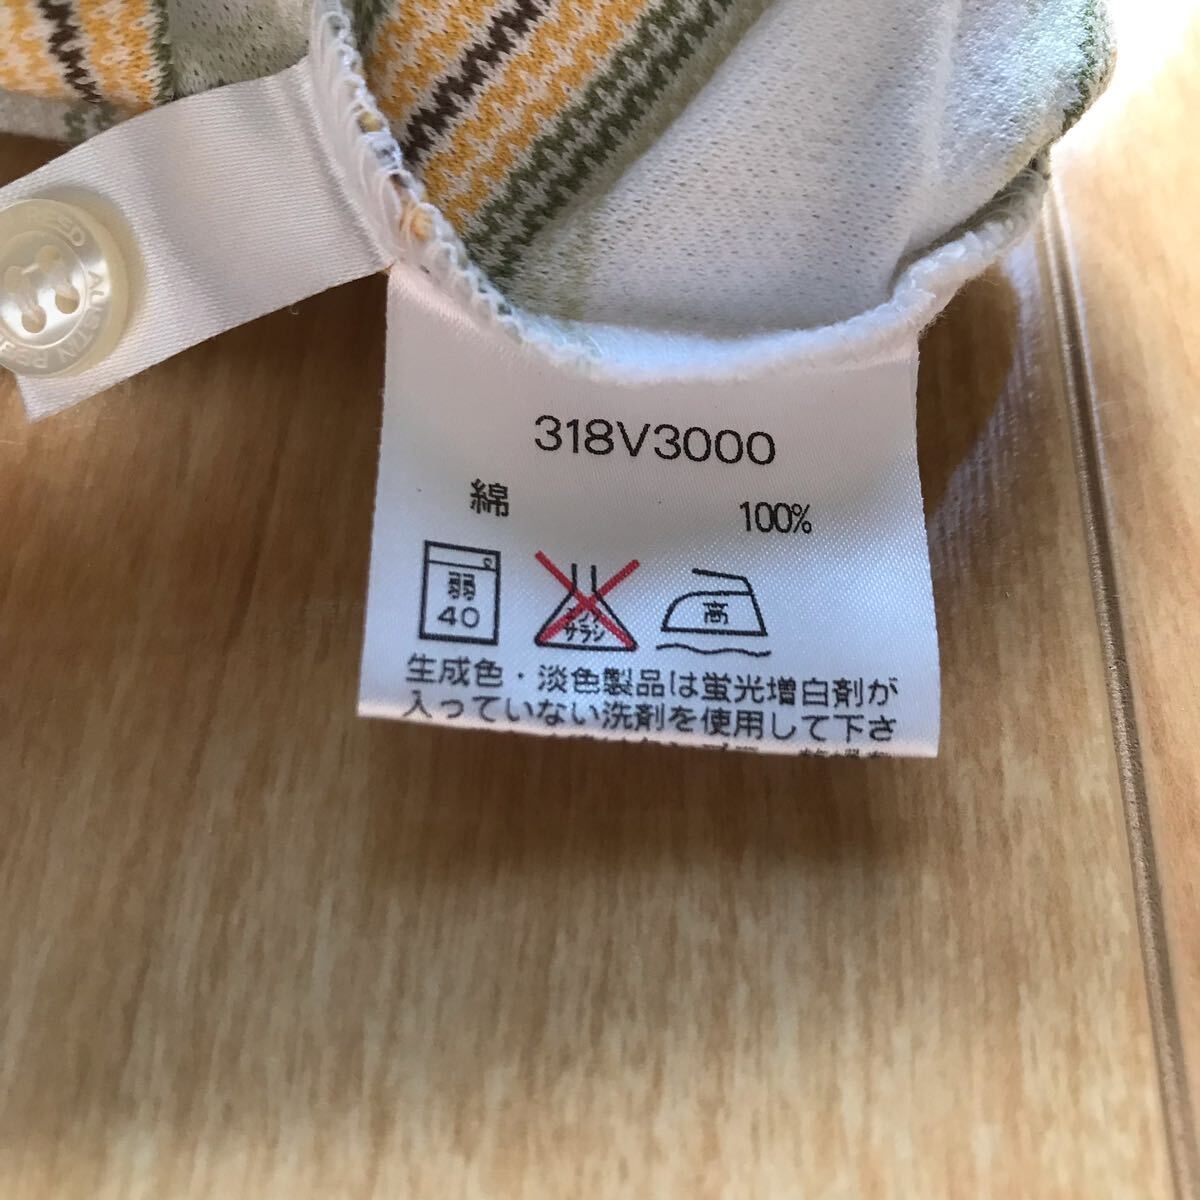 318V3000
綿 100%
弱
40
サラシ
高
生成色・淡色製品は蛍光増白剤が
入っていない洗剤を使用して下さ